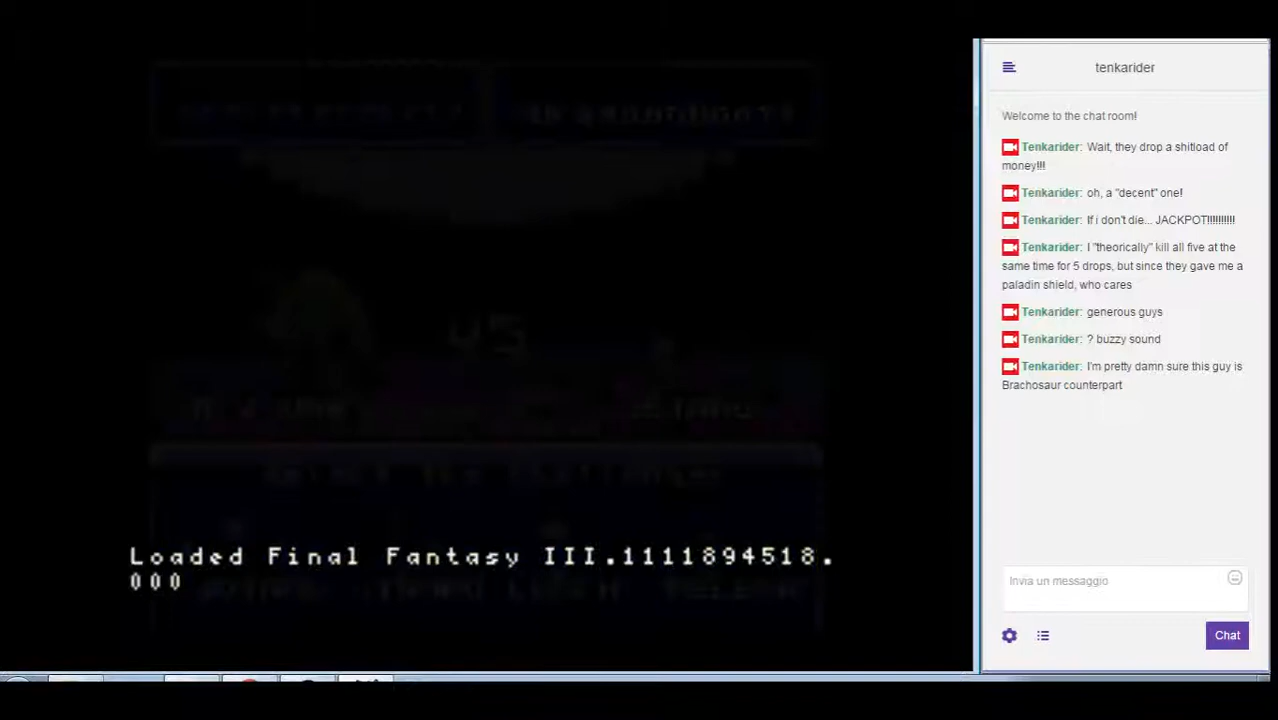 Loaded Final Fantasy III.1111894518.
000
tenkarider
Welcome to the chat room!
Tenkarider: Wait, they drop a shitload of
money!!!
Tenkarider: oh, a "decent" one!
Tenkarider: If i don't die... JACKPOT!!!!!!!!!!
Tenkarider: I "theorically" kill all five at the
same time for 5 drops, but since they gave me a
paladin shield, who cares
Tenkarider: generous guys
Tenkarider: ? buzzy sound
Tenkarider: I'm pretty damn sure this guy is
Brachosaur counterpart
Invia un messaggio
Chat